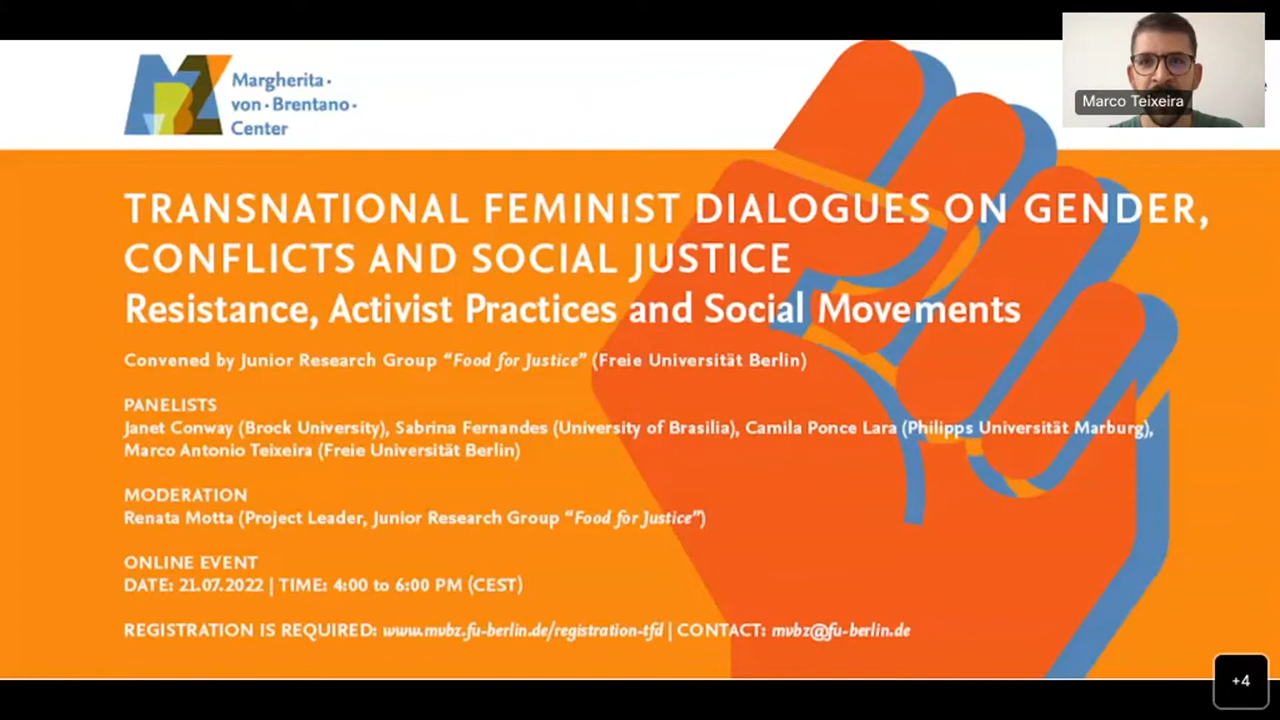 Margherita ·
von · Brentano ·
Center
Marco Teixeira
TRANSNATIONAL FEMINIST DIALOGUES ON GENDER,
CONFLICTS AND SOCIAL JUSTICE
Resistance, Activist Practices and Social Movements
Convened by Junior Research Group “Food for Justice” (Freie Universität Berlin)
PANELISTS
Janet Conway (Brock University), Sabrina Fernandes (University of Brasilia), Camila Ponce Lara (Philipps Universität Marburg),
Marco Antonio Teixeira (Freie Universität Berlin)
MODERATION
Renata Motta (Project Leader, Junior Research Group “Food for Justice”)
ONLINE EVENT
DATE: 21.07.2022 | TIME: 4:00 to 6:00 PM (CEST)
REGISTRATION IS REQUIRED: www.mvbz.fu-berlin.de/registration-tfd | CONTACT: mvbz@fu-berlin.de
+4